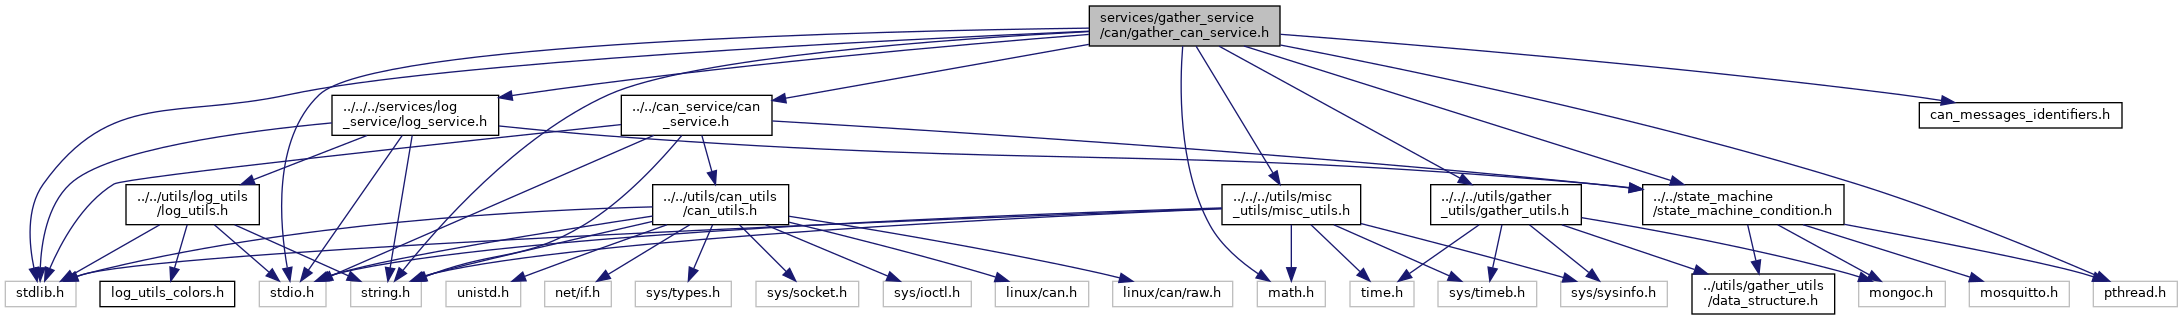 services/gather_service
/can/gather_can_service.h
../../../services/log
_service/log_service.h
../../can_service/can
_service.h
can_messages_identifiers.h
../../utils/log_utils
/log_utils.h
../../utils/can_utils
/can_utils.h
../../../utils/misc
_utils/misc_utils.h
../../../utils/gather
_utils/gather_utils.h
../../state_machine
/state_machine_condition.h
stdlib.h
log_utils_colors.h
stdio.h
string.h
unistd.h
net/if.h
sys/types.h
sys/socket.h
sys/ioctl.h
linux/can.h
linux/can/raw.h
math.h
time.h
sys/timeb.h
sys/sysinfo.h
../utils/gather_utils
/data_structure.h
mongoc.h
mosquitto.h
pthread.h